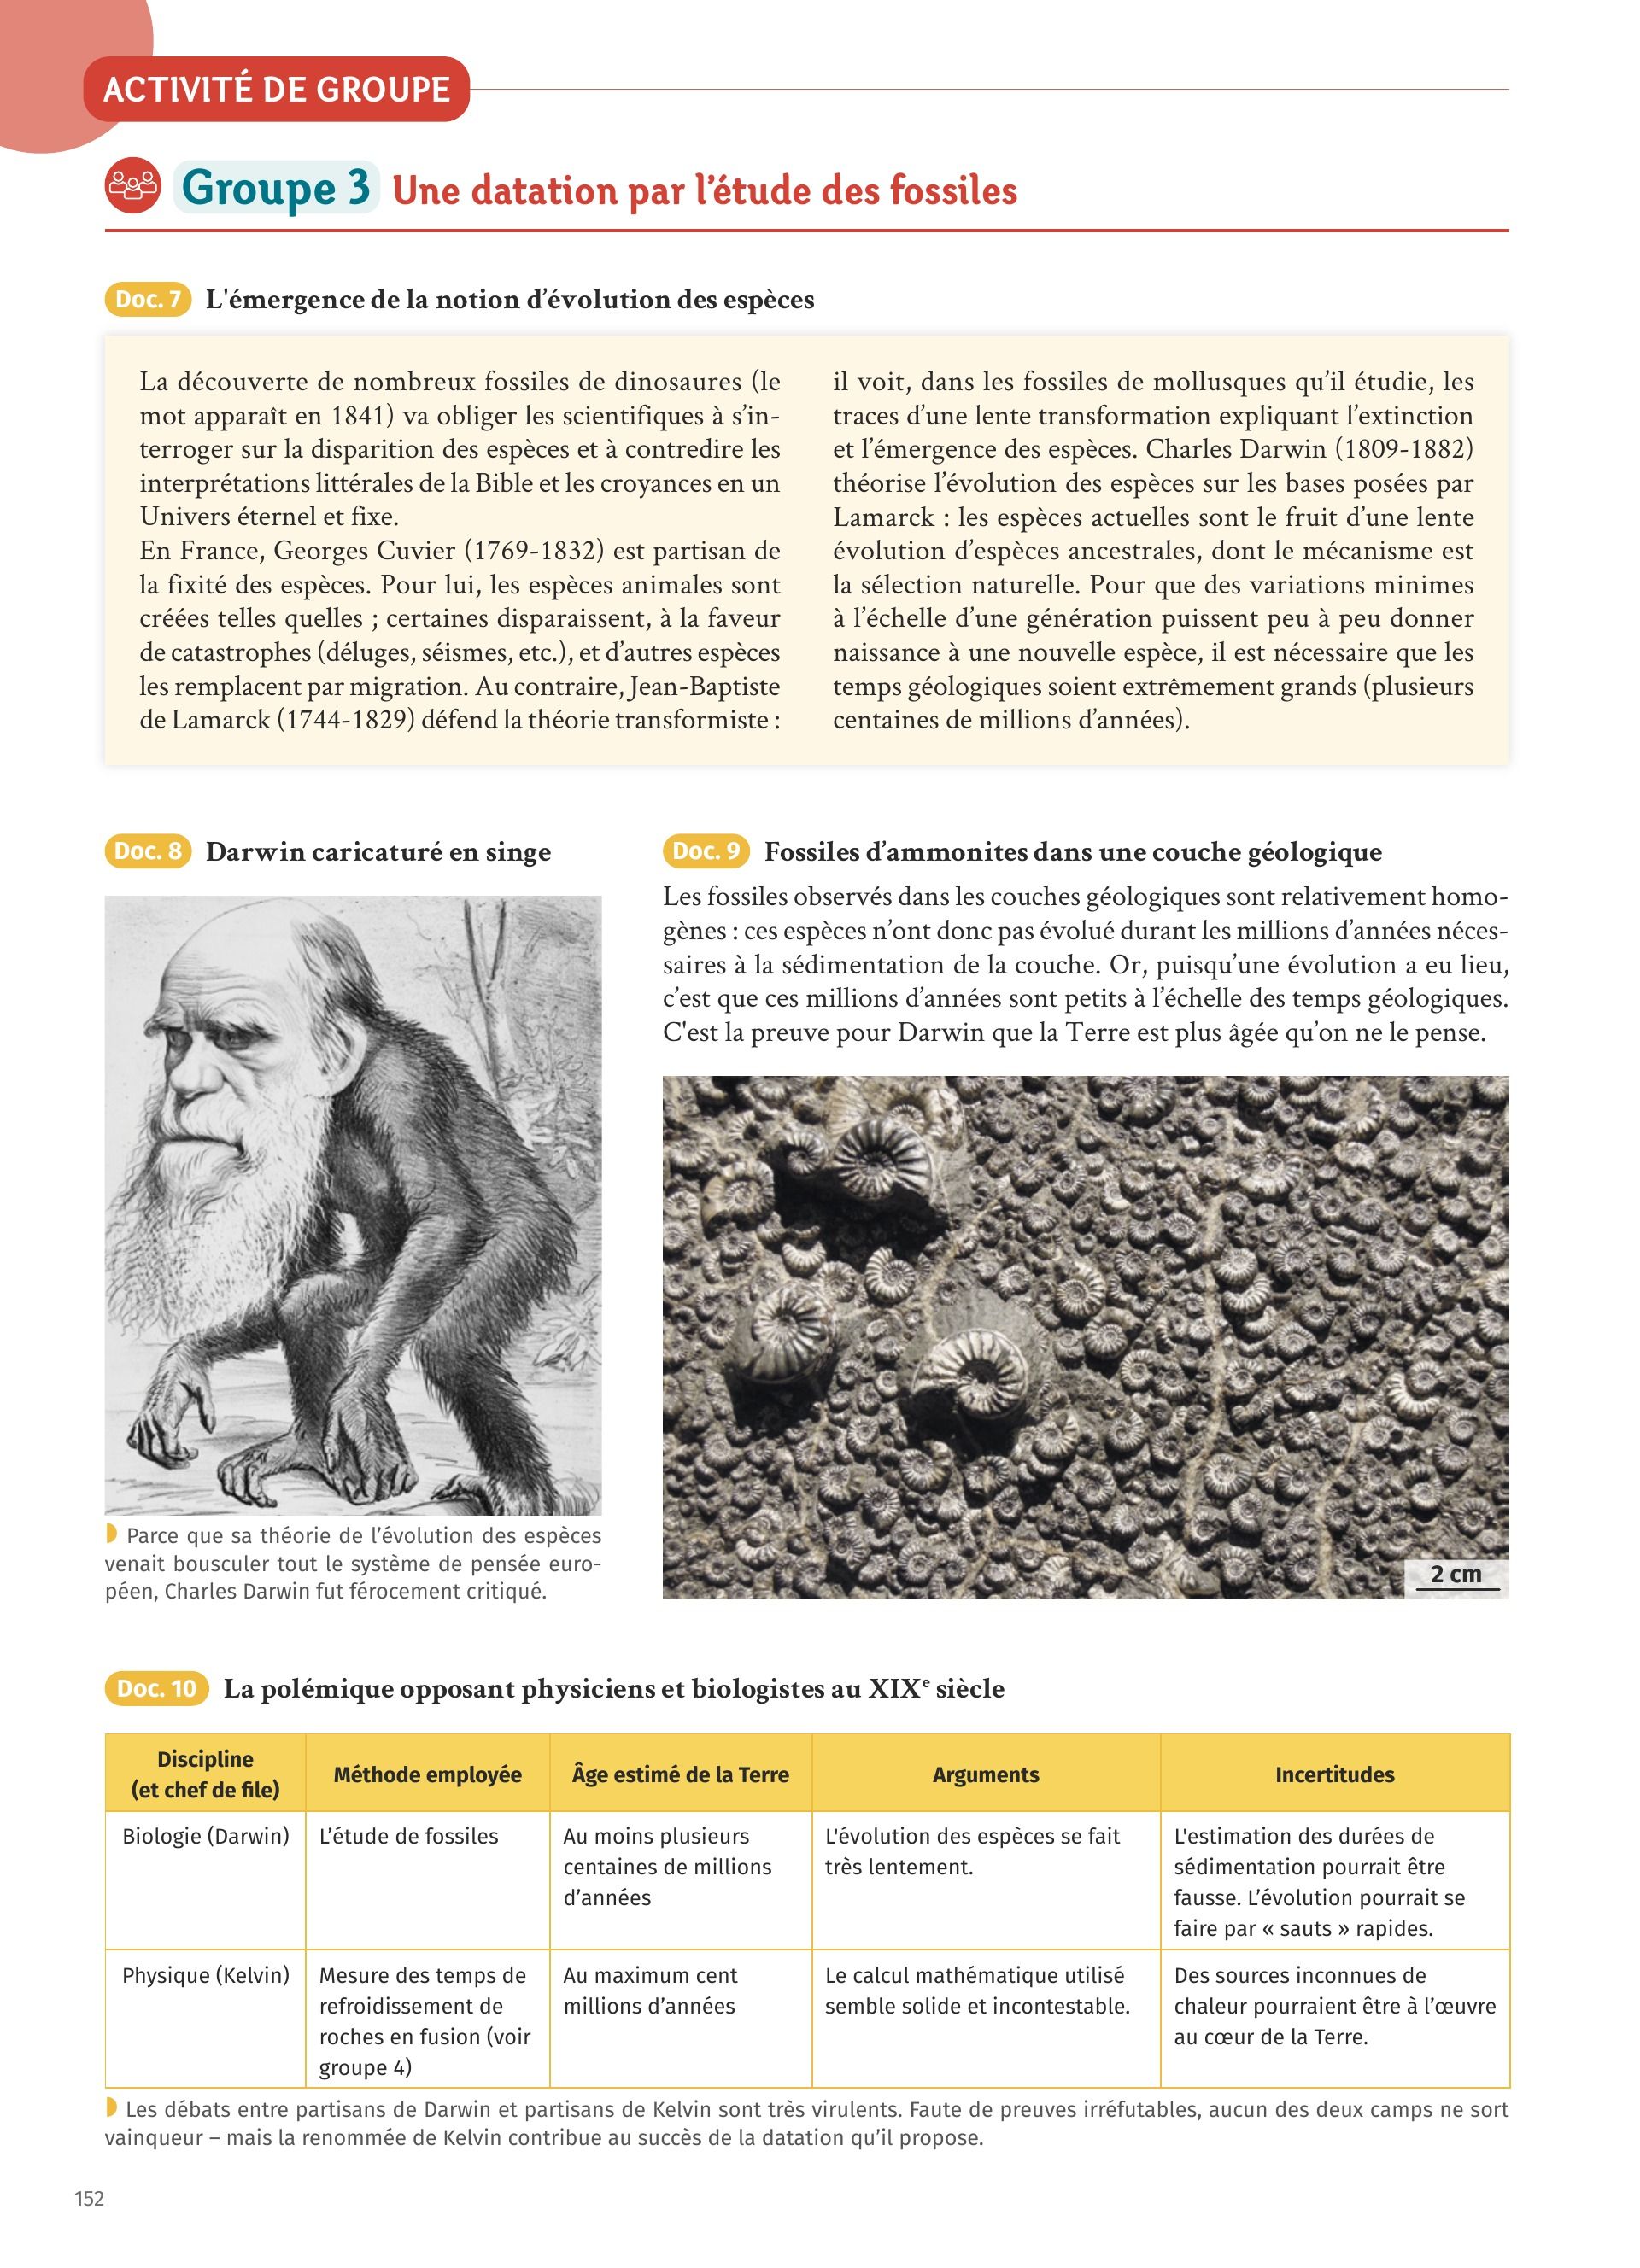 ACTIVITÉ DE GROUPE
Groupe 3 Une datation par l’étude des fossiles
Doc. 7 L'émergence de la notion d’évolution des espèces
La découverte de nombreux fossiles de dinosaures (le
mot apparaît en 1841) va obliger les scientifiques à s’in-
terroger sur la disparition des espèces et à contredire les
interprétations littérales de la Bible et les croyances en un
Univers éternel et fixe.
En France, Georges Cuvier (1769-1832) est partisan de
la fixité des espèces. Pour lui, les espèces animales sont
créées telles quelles ; certaines disparaissent, à la faveur
de catastrophes (déluges, séismes, etc.), et d’autres espèces
les remplacent par migration. Au contraire, Jean-Baptiste
de Lamarck (1744-1829) défend la théorie transformiste :
il voit, dans les fossiles de mollusques qu’il étudie, les
traces d’une lente transformation expliquant l’extinction
et l’émergence des espèces. Charles Darwin (1809-1882)
théorise l’évolution des espèces sur les bases posées par
Lamarck : les espèces actuelles sont le fruit d’une lente
évolution d’espèces ancestrales, dont le mécanisme est
la sélection naturelle. Pour que des variations minimes
à l’échelle d’une génération puissent peu à peu donner
naissance à une nouvelle espèce, il est nécessaire que les
temps géologiques soient extrêmement grands (plusieurs
centaines de millions d’années).
Doc. 8 Darwin caricaturé en singe
Parce que sa théorie de l’évolution des espèces
venait bousculer tout le système de pensée euro-
péen, Charles Darwin fut férocement critiqué.
Doc. 9 Fossiles d’ammonites dans une couche géologique
Les fossiles observés dans les couches géologiques sont relativement homo-
gènes : ces espèces n’ont donc pas évolué durant les millions d’années néces-
saires à la sédimentation de la couche. Or, puisqu’une évolution a eu lieu,
c’est que ces millions d’années sont petits à l’échelle des temps géologiques.
C'est la preuve pour Darwin que la Terre est plus âgée qu’on ne le pense.
2 cm
Doc. 10 La polémique opposant physiciens et biologistes au XIXe siècle
Discipline
(et chef de file)
Méthode employée
Âge estimé de la Terre
Arguments
Incertitudes
Biologie (Darwin)
L’étude de fossiles
Au moins plusieurs
centaines de millions
d’années
L'évolution des espèces se fait
très lentement.
L'estimation des durées de
sédimentation pourrait être
fausse. L’évolution pourrait se
faire par « sauts » rapides.
Physique (Kelvin)
Mesure des temps de
refroidissement de
roches en fusion (voir
groupe 4)
Au maximum cent
millions d’années
Le calcul mathématique utilisé
semble solide et incontestable.
Des sources inconnues de
chaleur pourraient être à l’œuvre
au cœur de la Terre.
Les débats entre partisans de Darwin et partisans de Kelvin sont très virulents. Faute de preuves irréfutables, aucun des deux camps ne sort
vainqueur – mais la renommée de Kelvin contribue au succès de la datation qu’il propose.
152